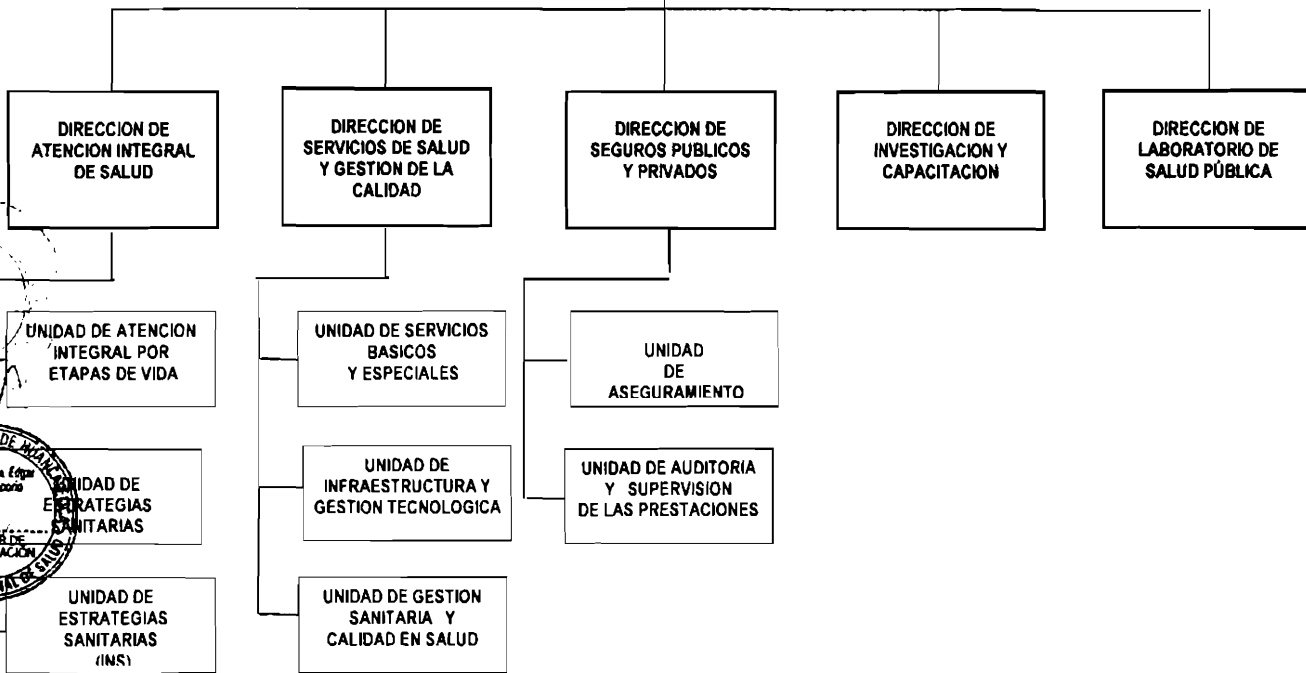 DIRECCION DE
ATENCION INTEGRAL
DE SALUD
DIRECCION DE
SERVICIOS DE SALUD
Y GESTION DE LA
CALIDAD
DIRECCION DE
SEGUROS PUBLICOS
Y PRIVADOS
DIRECCION DE
INVESTIGACION Y
CAPACITACION
DIRECCION DE
LABORATORIO DE
SALUD PÚBLICA
UNIDAD DE ATENCION
INTEGRAL POR
ETAPAS DE VIDA
UNIDAD DE
ESTRATEGIAS
SANITARIAS
UNIDAD DE
ESTRATEGIAS
SANITARIAS
(INS)
UNIDAD DE SERVICIOS
BASICOS
Y ESPECIALES
UNIDAD DE
INFRAESTRUCTURA Y
GESTION TECNOLOGICA
UNIDAD DE GESTION
SANITARIA Y
CALIDAD EN SALUD
UNIDAD
DE
ASEGURAMIENTO
UNIDAD DE AUDITORIA
Y SUPERVISION
DE LAS PRESTACIONES
DE
DE SALUD